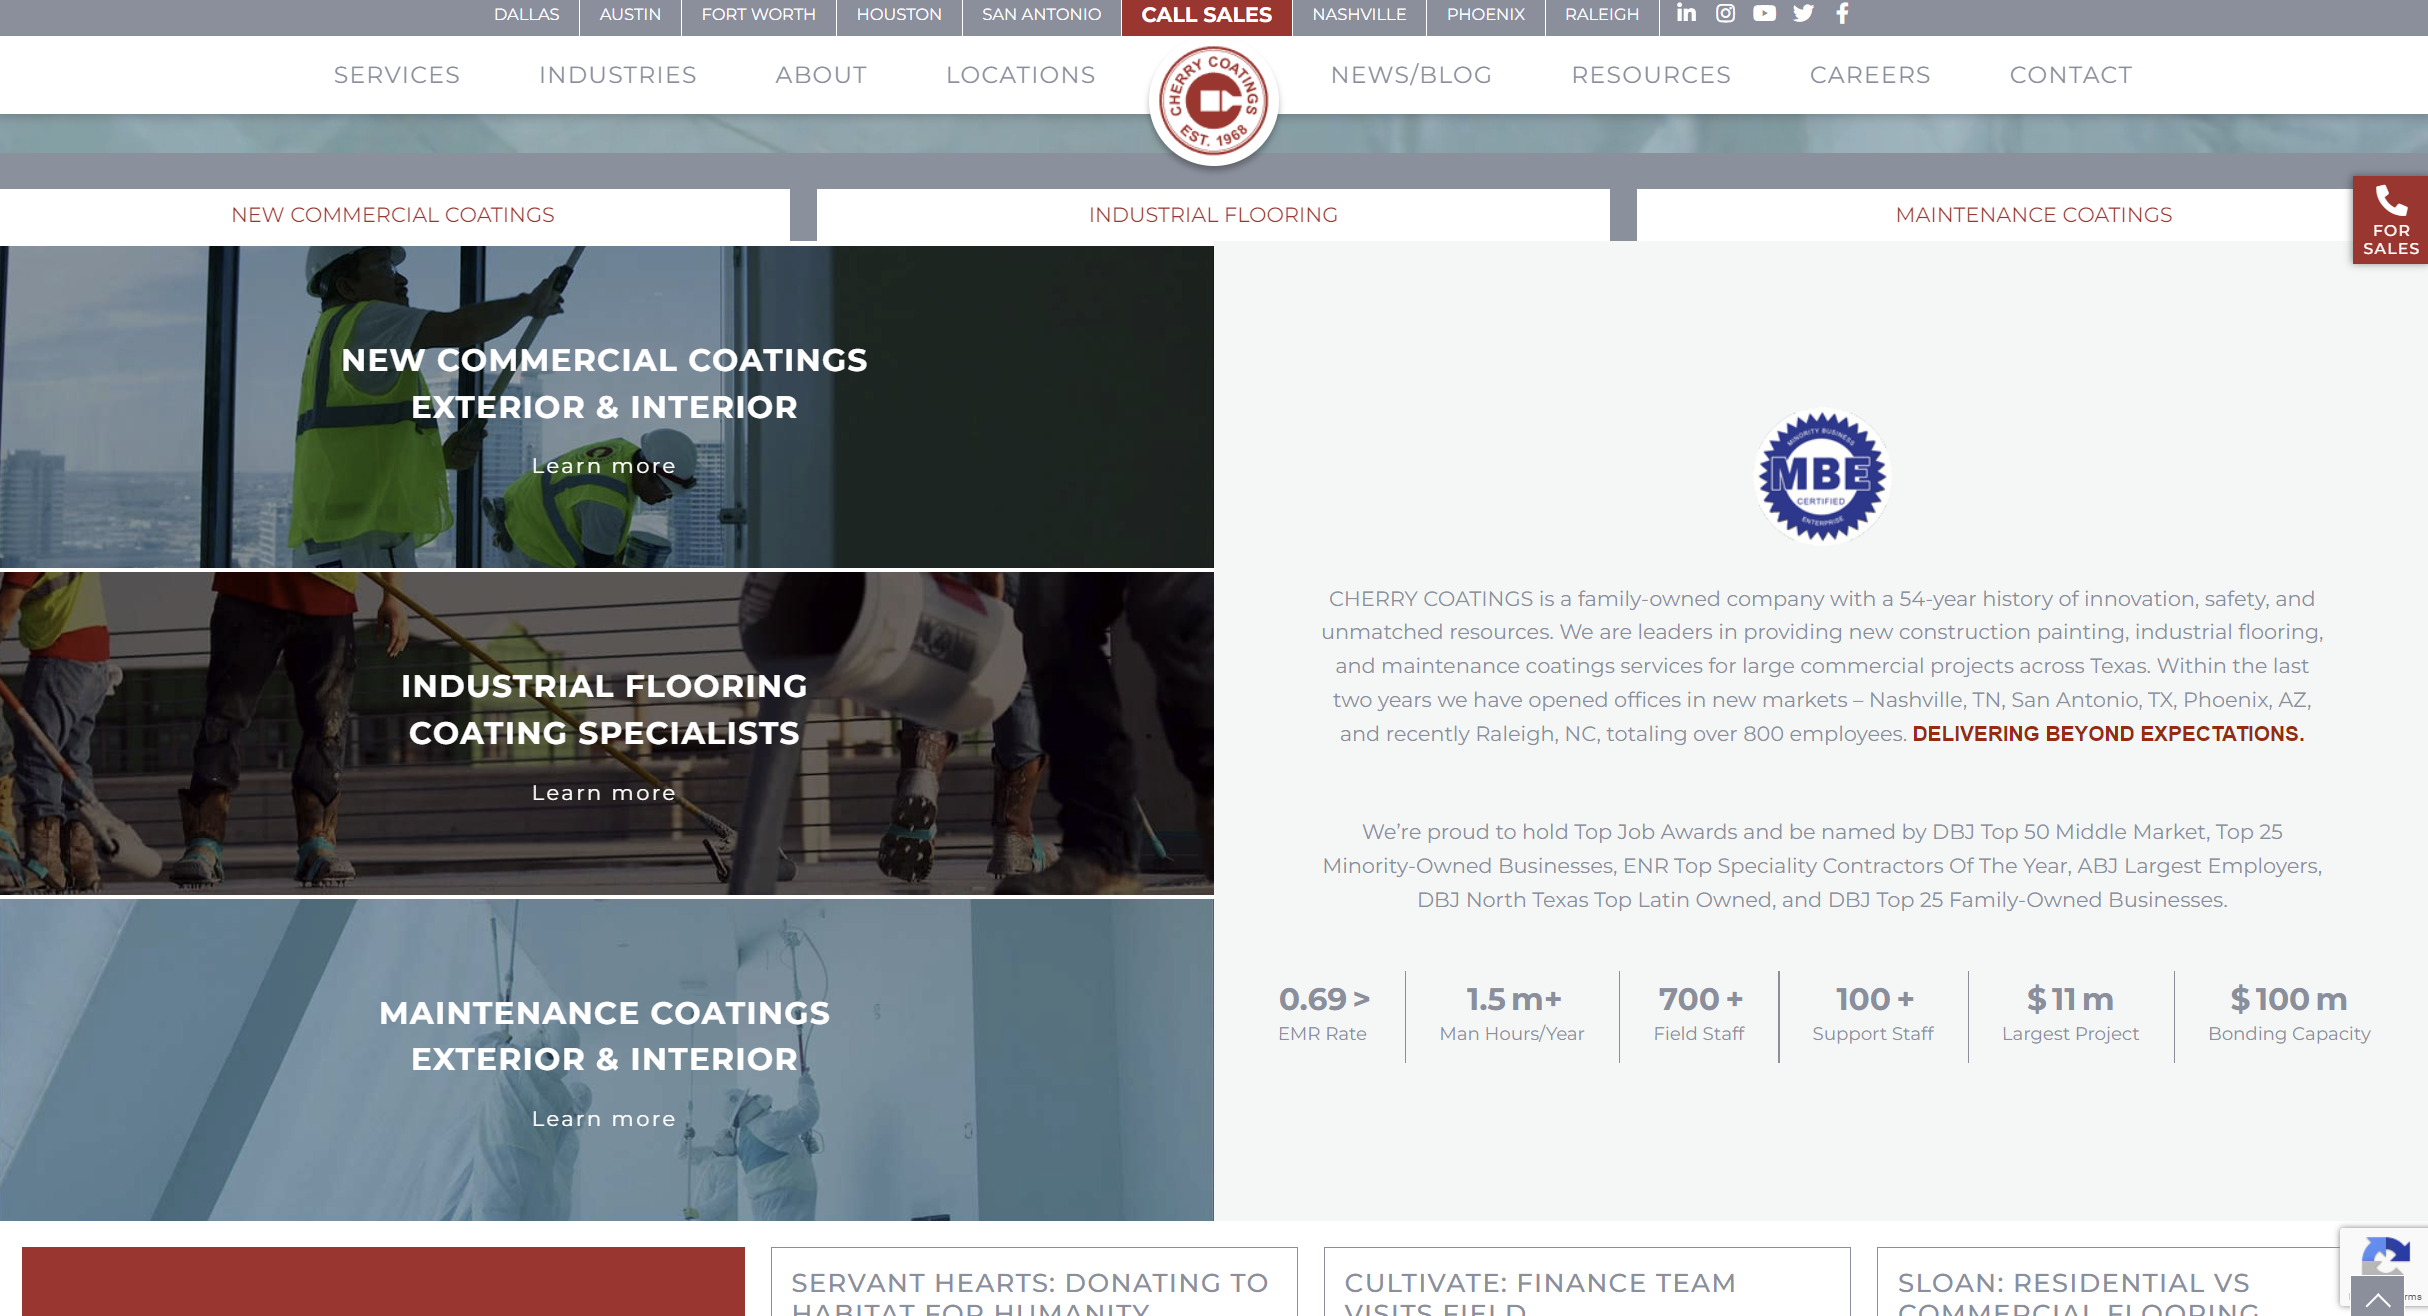 DALLAS AUSTIN FORT WORTH HOUSTON SAN ANTONIO CALL SALES NASHVILLE PHOENIX RALEIGH
SERVICES INDUSTRIES ABOUT LOCATIONS NEWS/BLOG RESOURCES CAREERS CONTACT
CHERRY COATINGS
EST. 1968
NEW COMMERCIAL COATINGS INDUSTRIAL FLOORING MAINTENANCE COATINGS
FOR
SALES
NEW COMMERCIAL COATINGS
EXTERIOR & INTERIOR
Learn more
INDUSTRIAL FLOORING
COATING SPECIALISTS
Learn more
MAINTENANCE COATINGS
EXTERIOR & INTERIOR
Learn more
MINORITY BUSINESS
MBE
CERTIFIED
ENTERPRISE
CHERRY COATINGS is a family-owned company with a 54-year history of innovation, safety, and
unmatched resources. We are leaders in providing new construction painting, industrial flooring,
and maintenance coatings services for large commercial projects across Texas. Within the last
two years we have opened offices in new markets – Nashville, TN, San Antonio, TX, Phoenix, AZ,
and recently Raleigh, NC, totaling over 800 employees. DELIVERING BEYOND EXPECTATIONS.
We’re proud to hold Top Job Awards and be named by DBJ Top 50 Middle Market, Top 25
Minority-Owned Businesses, ENR Top Speciality Contractors Of The Year, ABJ Largest Employers,
DBJ North Texas Top Latin Owned, and DBJ Top 25 Family-Owned Businesses.
0.69 > 1.5 m+ 700 + 100 + $ 11 m $ 100 m
EMR Rate Man Hours/Year Field Staff Support Staff Largest Project Bonding Capacity
SERVANT HEARTS: DONATING TO
HABITAT FOR HUMANITY
CULTIVATE: FINANCE TEAM
VISITS FIELD
SLOAN: RESIDENTIAL VS
COMMERCIAL FLOORING